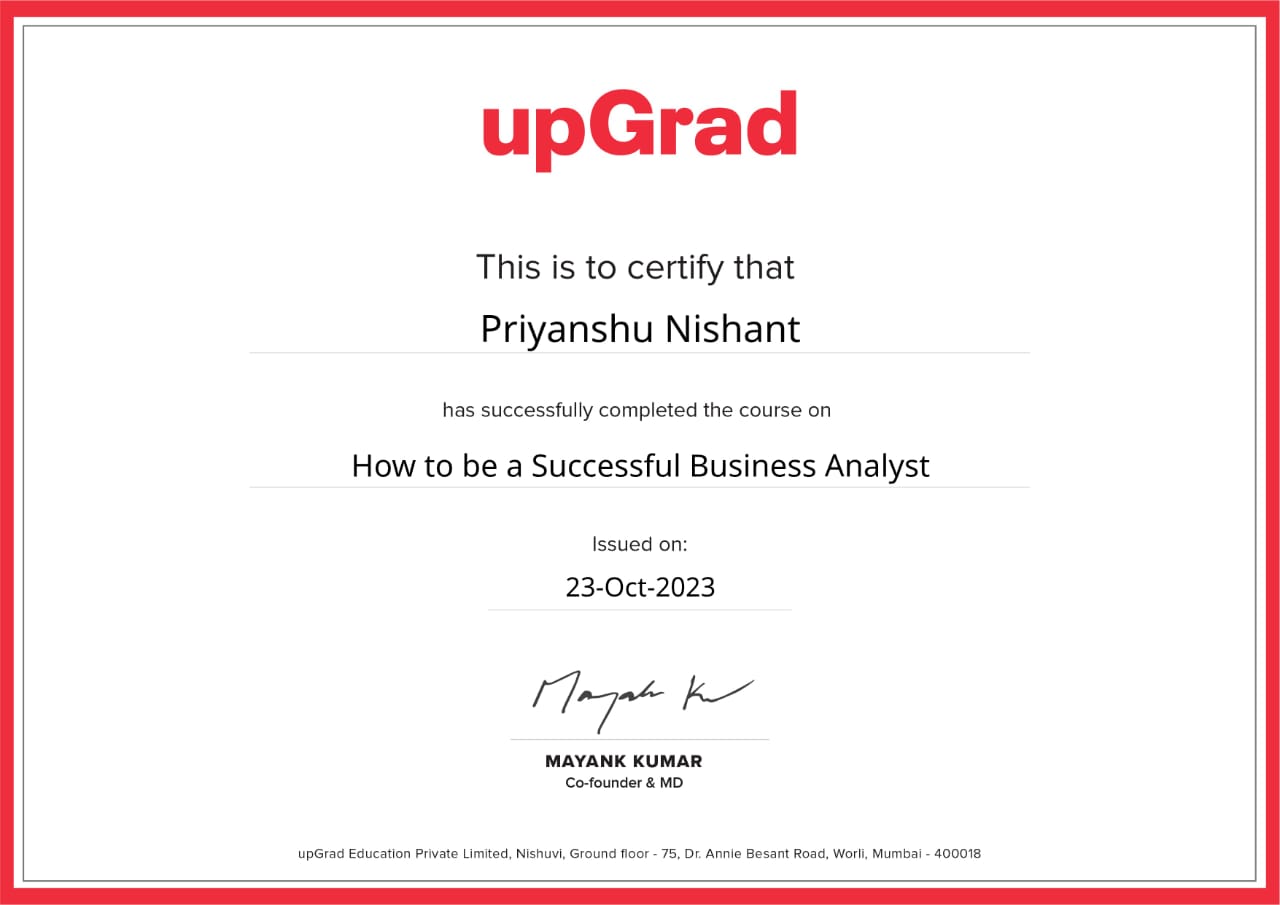 upGrad
This is to certify that
Priyanshu Nishant
has successfully completed the course on
How to be a Successful Business Analyst
Issued on:
23-Oct-2023
MAYANK KUMAR
Co-founder & MD
upGrad Education Private Limited, Nishuvi, Ground floor - 75, Dr. Annie Besant Road, Worli, Mumbai - 400018